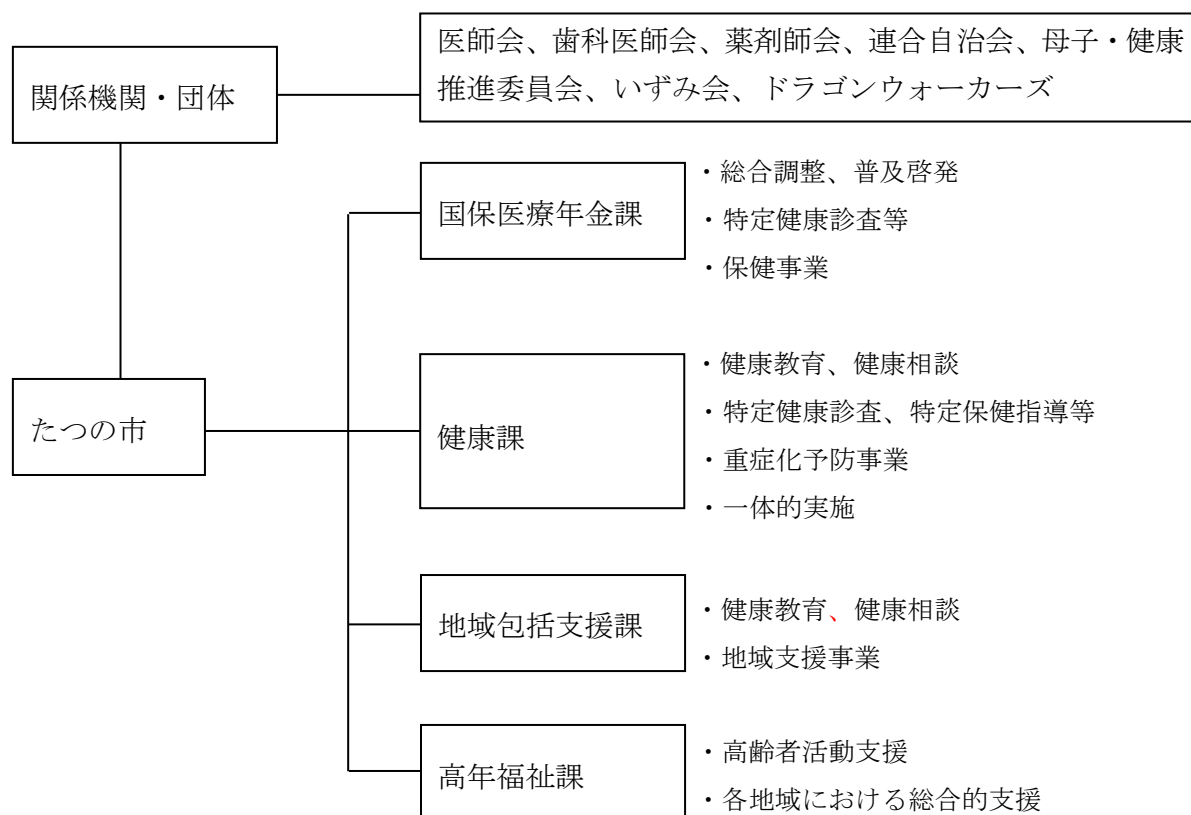 関係機関・団体
医師会、歯科医師会、薬剤師会、連合自治会、母子・健康
推進委員会、いずみ会、ドラゴンウォーカーズ
国保医療年金課
・総合調整、普及啓発
・特定健康診査等
・保健事業
たつの市
健康課
・健康教育、健康相談
・特定健康診査、特定保健指導等
・重症化予防事業
・一体的実施
地域包括支援課
・健康教育、健康相談
・地域支援事業
高年福祉課
・高齢者活動支援
・各地域における総合的支援